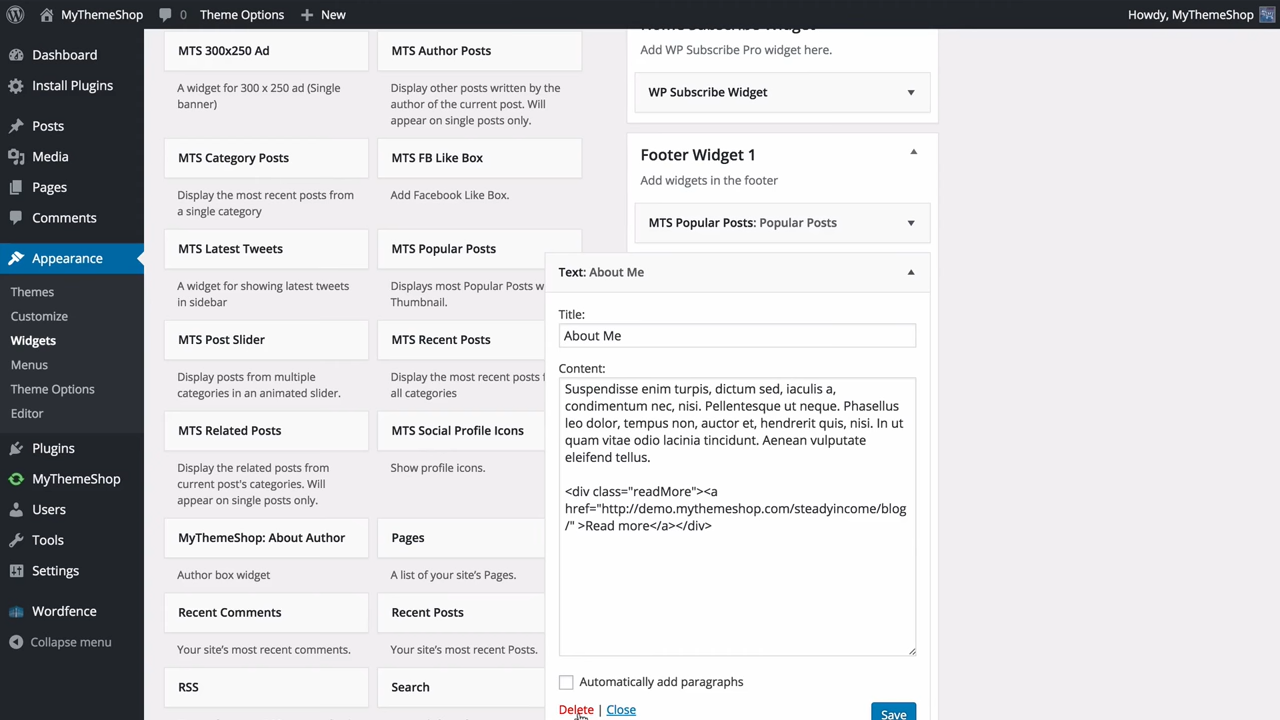 MyThemeShop 0 Theme Options New Howdy, MyThemeShop
Dashboard
Install Plugins
Posts
Media
Pages
Comments
Appearance
Themes
Customize
Widgets
Menus
Theme Options
Editor
Plugins
MyThemeShop
Users
Tools
Settings
Wordfence
Collapse menu
MTS 300x250 Ad
A widget for 300 x 250 ad (Single
banner)
MTS Category Posts
Display the most recent posts from
a single category
MTS Latest Tweets
A widget for showing latest tweets
in sidebar
MTS Post Slider
Display posts from multiple
categories in an animated slider.
MTS Related Posts
Display the related posts from
current post's categories. Will
appear on single posts only.
MyThemeShop: About Author
Author box widget
Recent Comments
Your site's most recent comments.
RSS
MTS Author Posts
Display other posts written by the
author of the current post. Will
appear on single posts only.
MTS FB Like Box
Add Facebook Like Box.
MTS Popular Posts
Displays most Popular Posts w
Thumbnail.
MTS Recent Posts
Display the most recent posts f
all categories
MTS Social Profile Icons
Show profile icons.
Pages
A list of your site's Pages.
Recent Posts
Your site's most recent Posts.
Search
Home Subscribe Widget
Add WP Subscribe Pro widget here.
WP Subscribe Widget
Footer Widget 1
Add widgets in the footer
MTS Popular Posts: Popular Posts
Text: About Me
Title:
About Me
Content:
Suspendisse enim turpis, dictum sed, iaculis a,
condimentum nec, nisi. Pellentesque ut neque. Phasellus
leo dolor, tempus non, auctor et, hendrerit quis, nisi. In ut
quam vitae odio lacinia tincidunt. Aenean vulputate
eleifend tellus.
<div class="readMore"><a
href="http://demo.mythemeshop.com/steadyincome/blog
/" >Read more</a></div>
Automatically add paragraphs
Delete | Close
Save